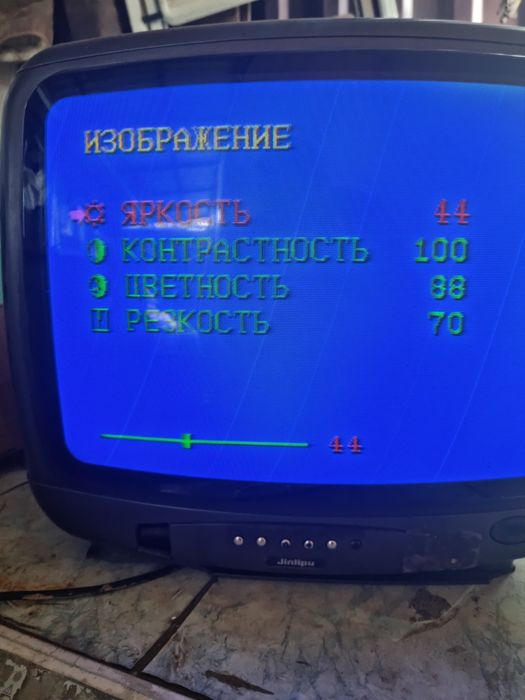 ИЗОБРАЖЕНИЕ
ЯРКОСТЬ 44
КОНТРАСТНОСТЬ 100
ЦВЕТНОСТЬ 88
РЕЗКОСТЬ 70
44
Jinlipu